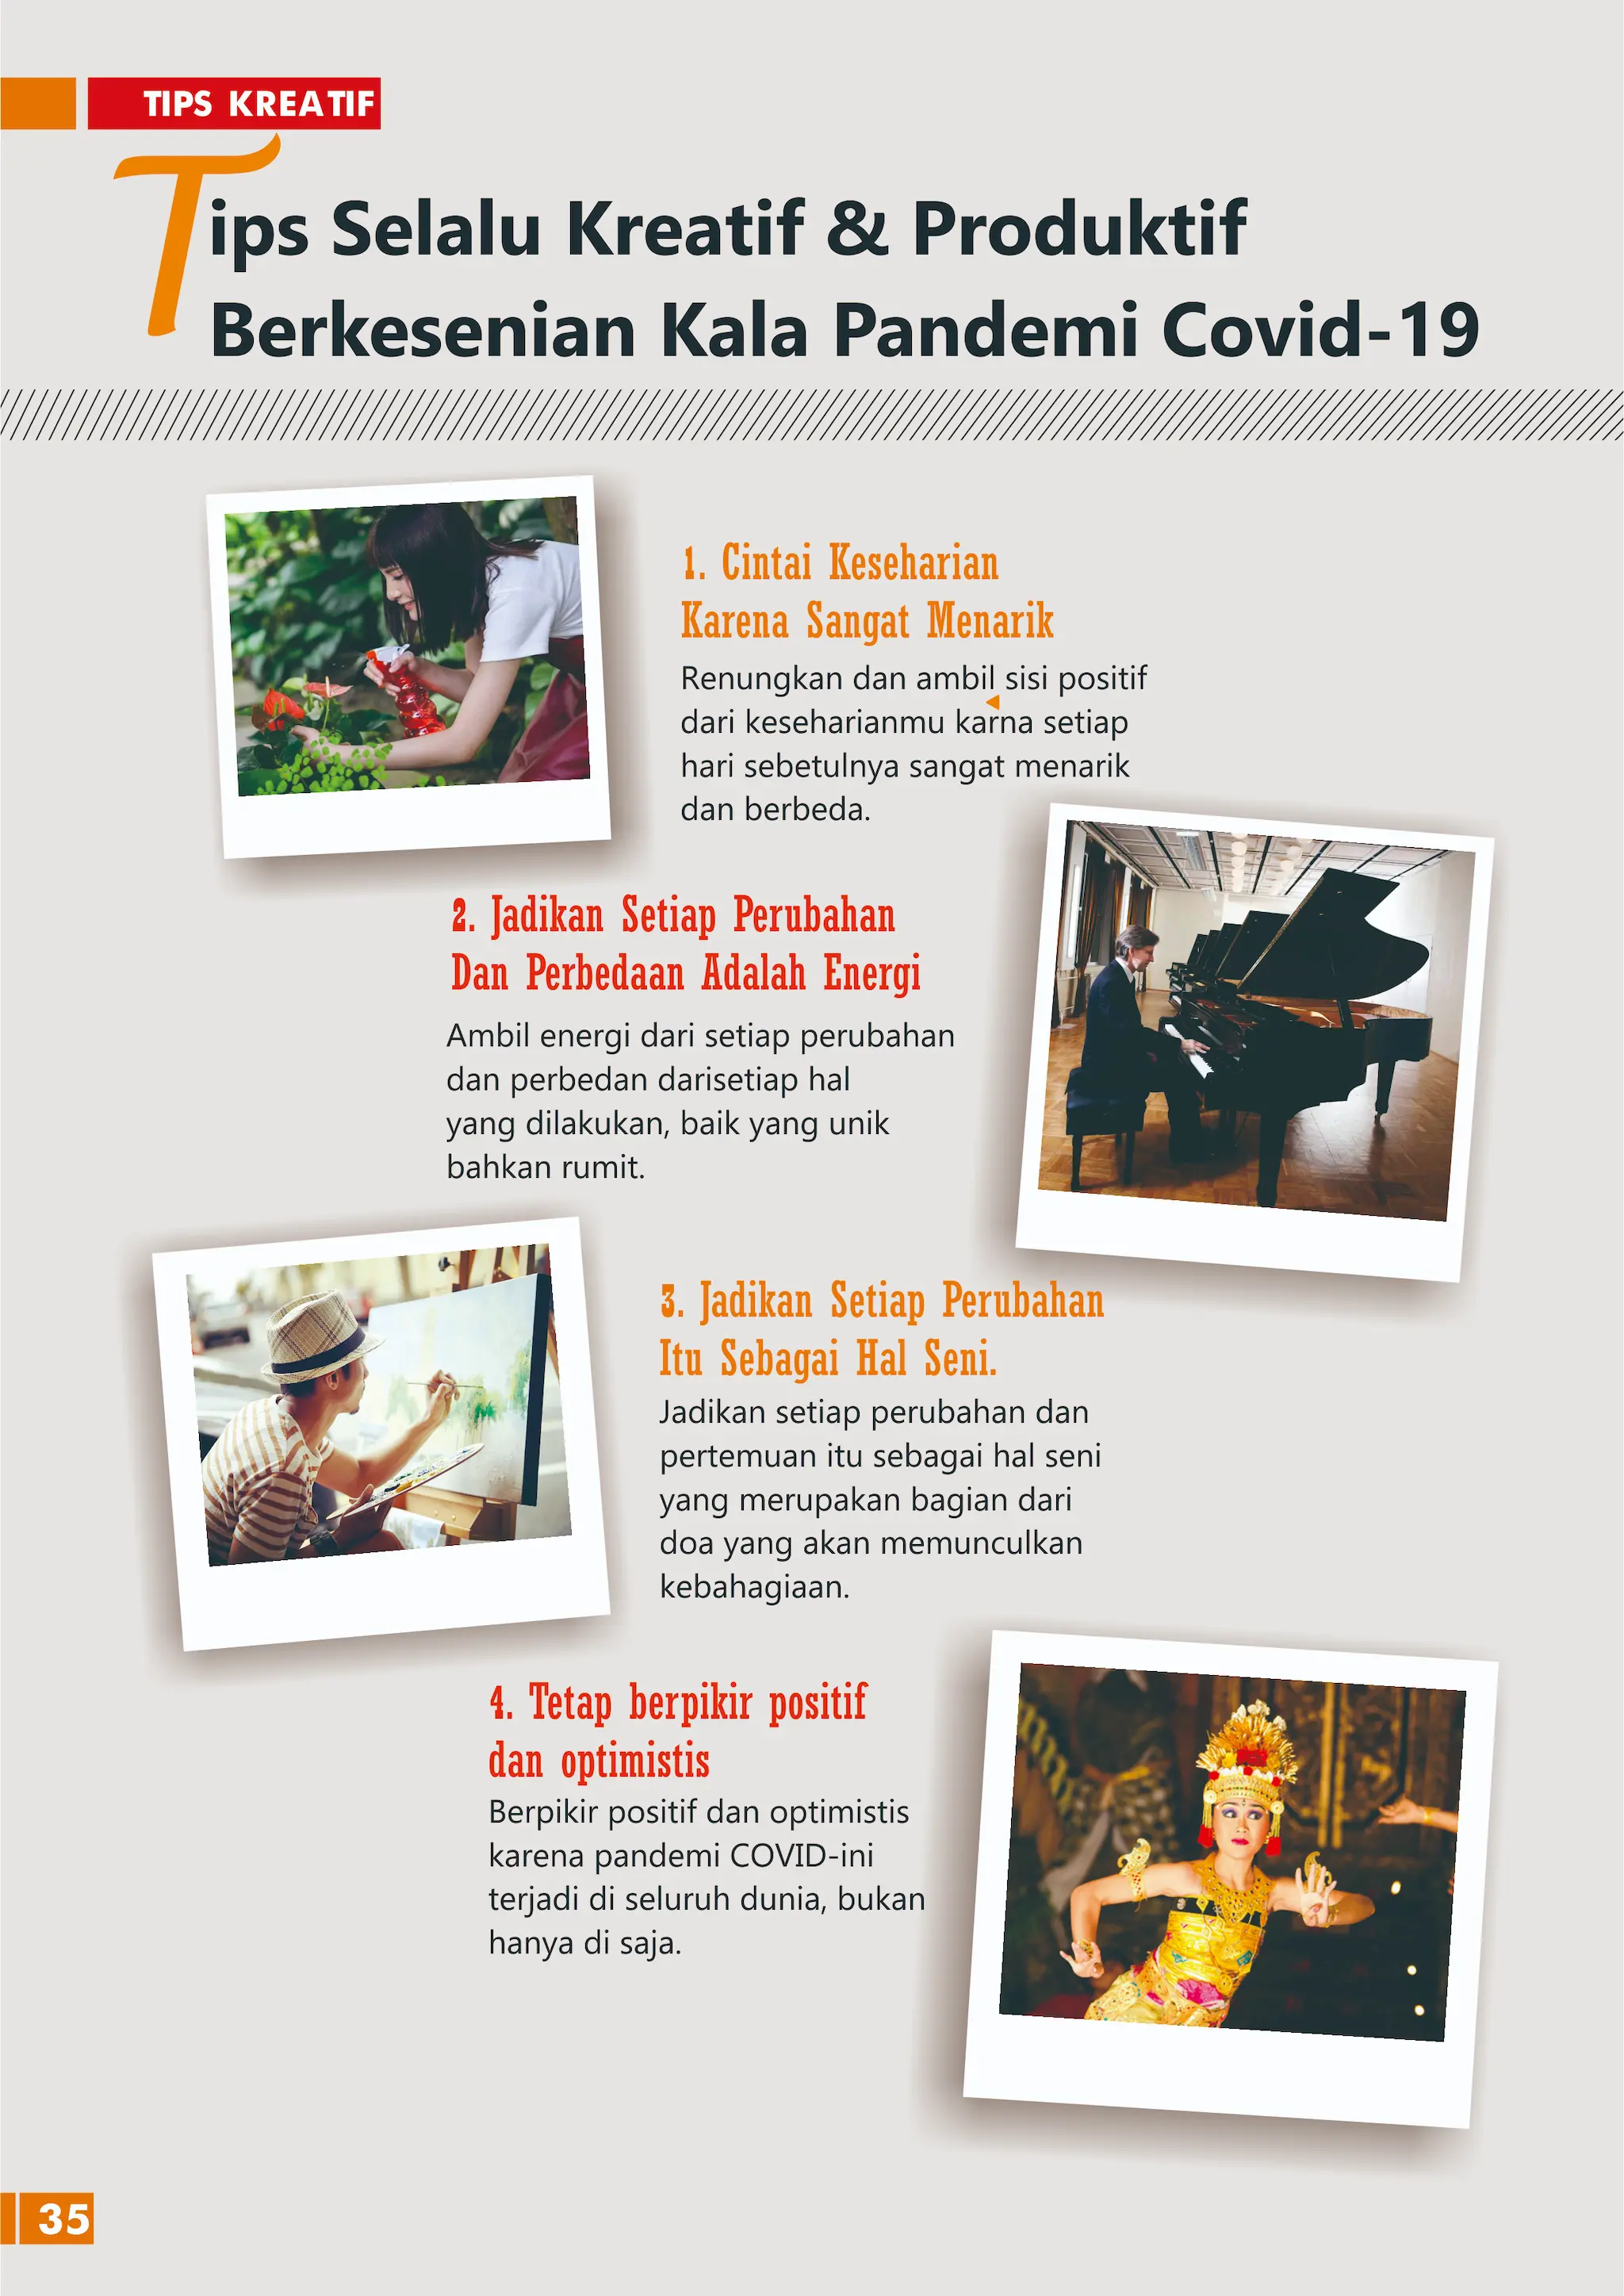 TIPS KREATIF
Tips Selalu Kreatif & Produktif
Berkesenian Kala Pandemi Covid-19
1. Cintai Keseharian
Karena Sangat Menarik
Renungkan dan ambil sisi positif
dari keseharianmu karna setiap
hari sebetulnya sangat menarik
dan berbeda.
2. Jadikan Setiap Perubahan
Dan Perbedaan Adalah Energi
Ambil energi dari setiap perubahan
dan perbedan darisetiap hal
yang dilakukan, baik yang unik
bahkan rumit.
3. Jadikan Setiap Perubahan
Itu Sebagai Hal Seni.
Jadikan setiap perubahan dan
pertemuan itu sebagai hal seni
yang merupakan bagian dari
doa yang akan memunculkan
kebahagiaan.
4. Tetap berpikir positif
dan optimistis
Berpikir positif dan optimistis
karena pandemi COVID-ini
terjadi di seluruh dunia, bukan
hanya di saja.
35